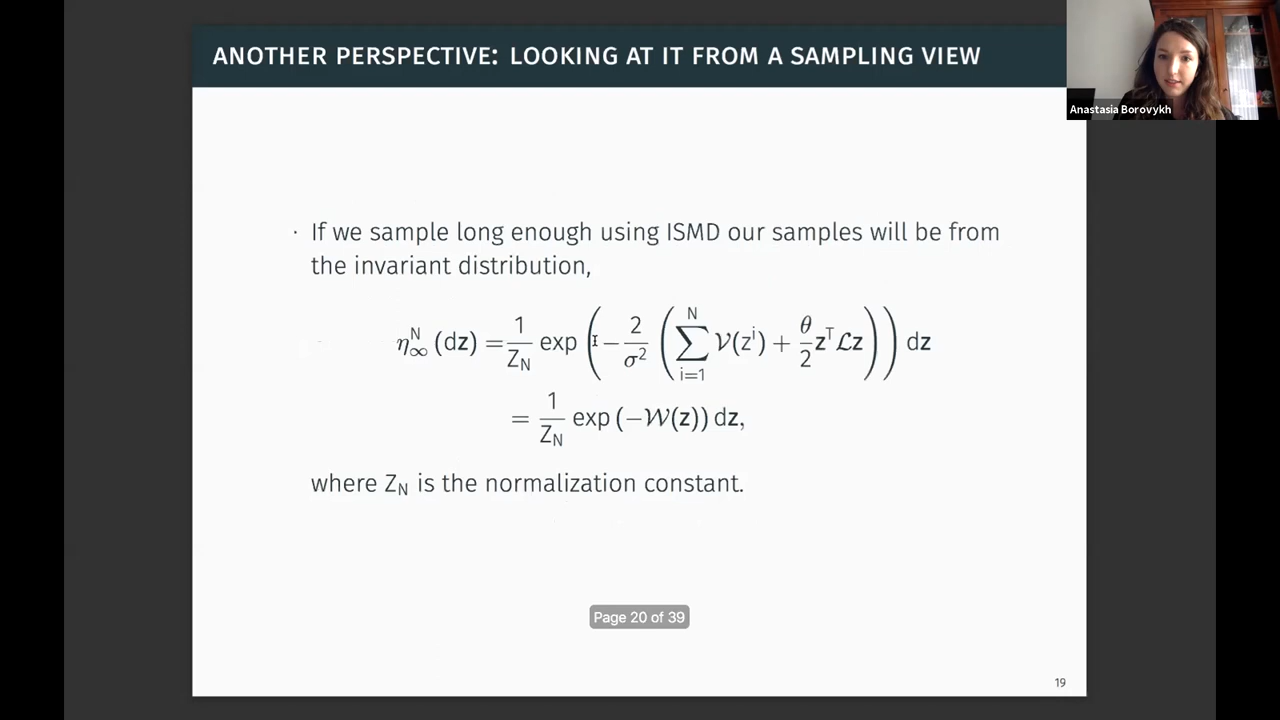 ANOTHER PERSPECTIVE: LOOKING AT IT FROM A SAMPLING VIEW
Anastasia Borovykh
· If we sample long enough using ISMD our samples will be from
the invariant distribution,
η_∞^N (dz) = 1/Z_N exp (− 2/σ² (∑_{i=1}^{N} 𝒱(z^i) + θ/2 z^T ℒz)) dz
= 1/Z_N exp (−𝒲(z)) dz,
where Z_N is the normalization constant.
Page 20 of 39
19